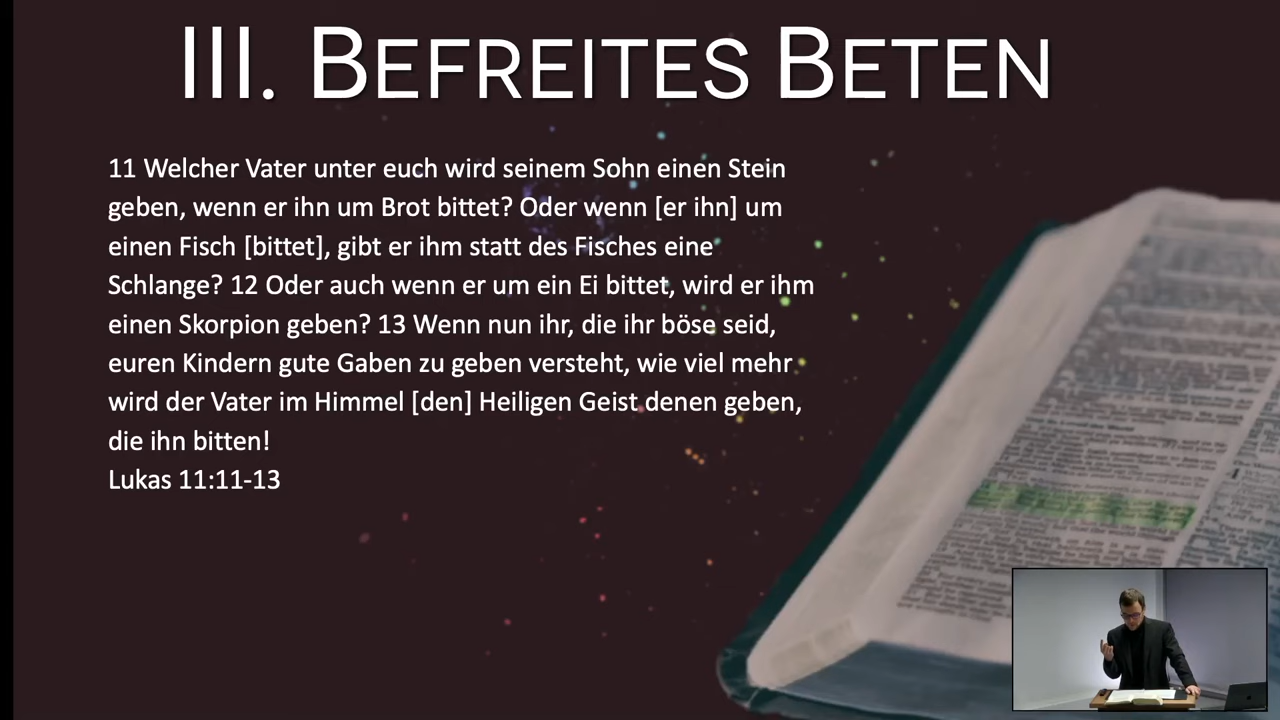 III. BEFREITES BETEN
11 Welcher Vater unter euch wird seinem Sohn einen Stein
geben, wenn er ihn um Brot bittet? Oder wenn [er ihn] um
einen Fisch [bittet], gibt er ihm statt des Fisches eine
Schlange? 12 Oder auch wenn er um ein Ei bittet, wird er ihm
einen Skorpion geben? 13 Wenn nun ihr, die ihr böse seid,
euren Kindern gute Gaben zu geben versteht, wie viel mehr
wird der Vater im Himmel [den] Heiligen Geist denen geben,
die ihn bitten!
Lukas 11:11-13